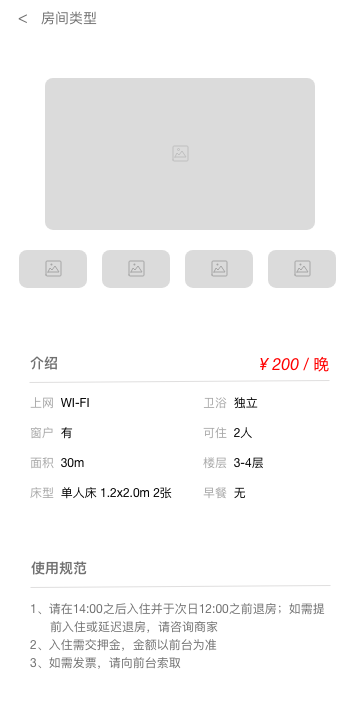 < 房间类型
介绍 ¥ 200 / 晚
上网 WI-FI 卫浴 独立
窗户 有 可住 2人
面积 30m 楼层 3-4层
床型 单人床 1.2x2.0m 2张 早餐 无
使用规范
1、请在14:00之后入住并于次日12:00之前退房；如需提
前入住或延迟退房，请咨询商家
2、入住需交押金，金额以前台为准
3、如需发票，请向前台索取